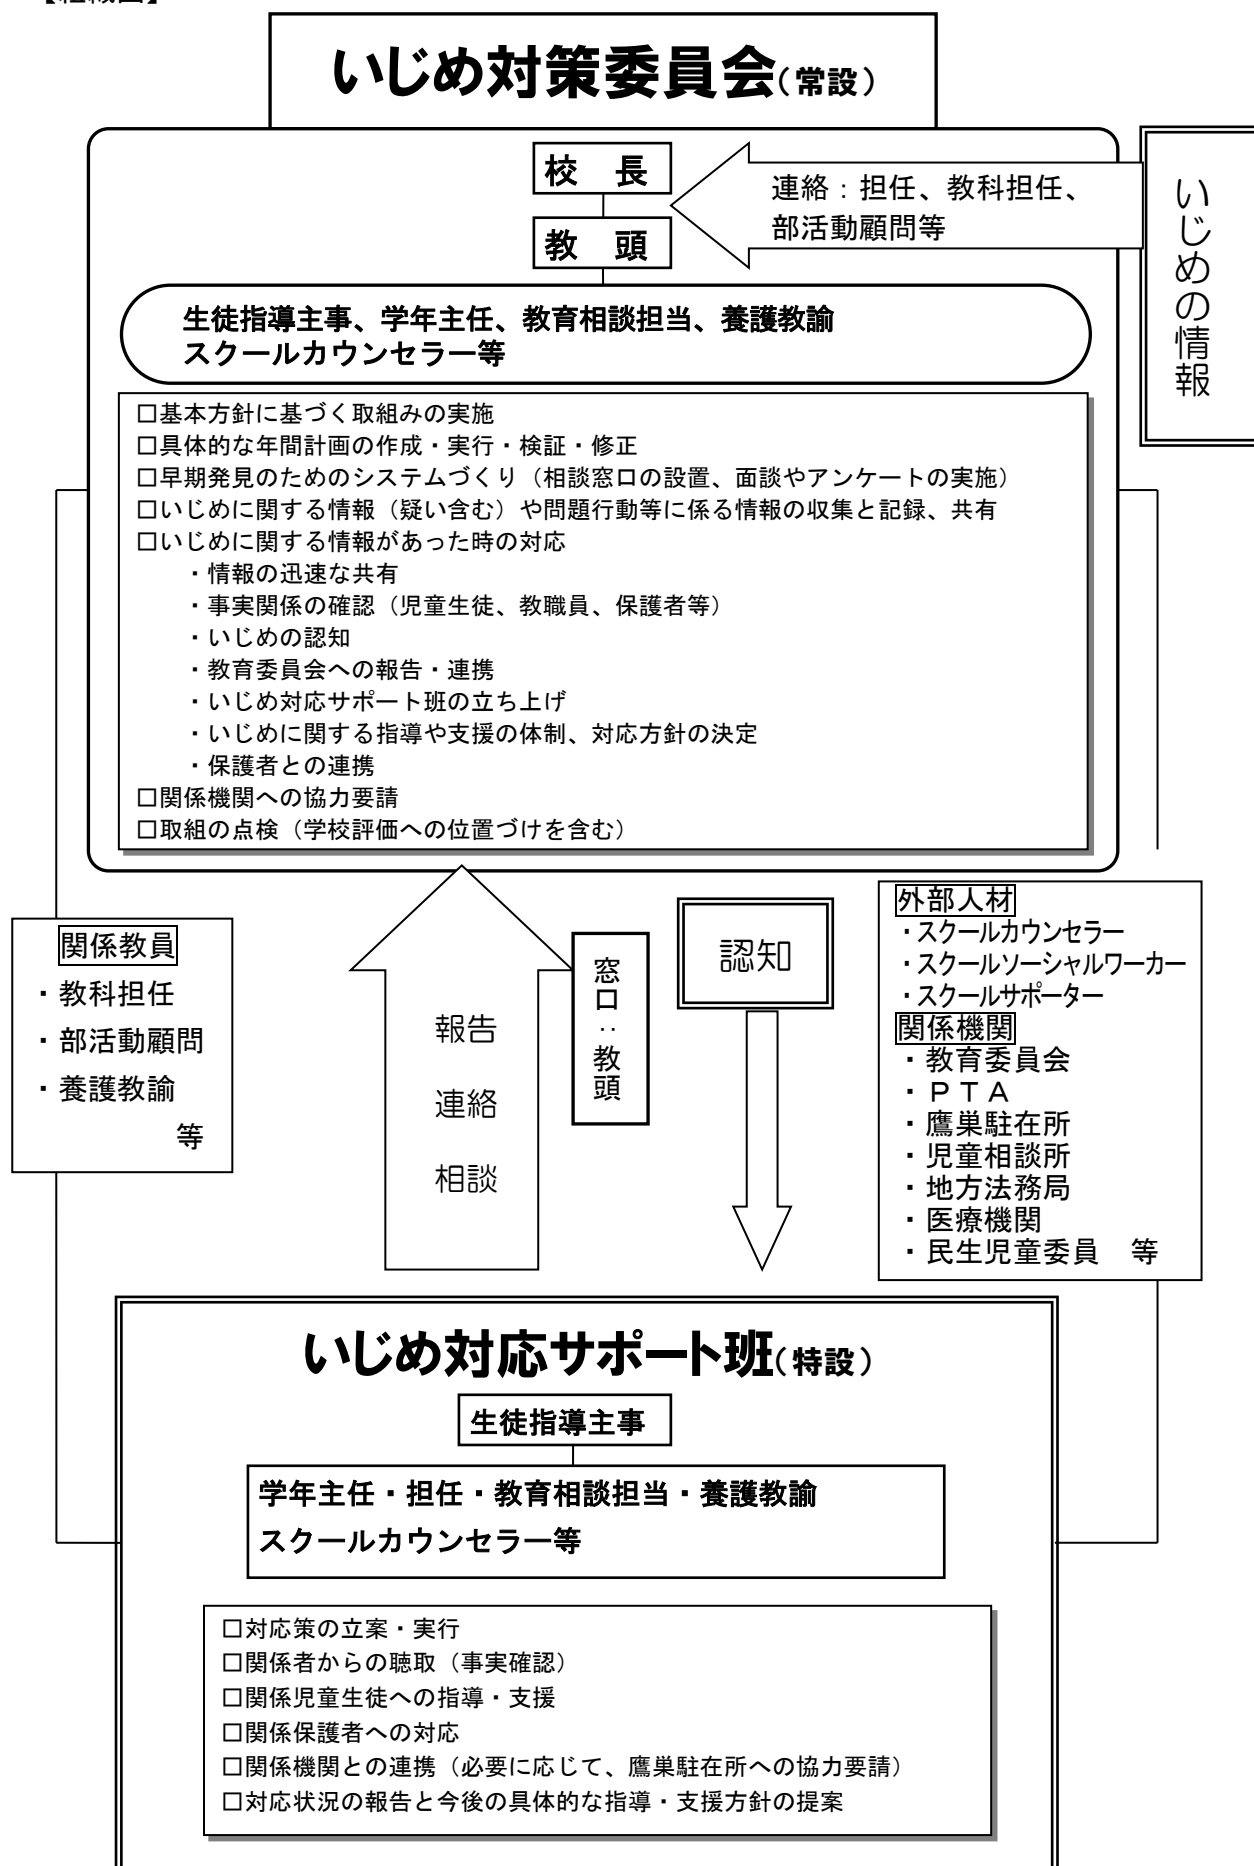 いじめ対策委員会（常設）
校　長
連絡：担任、教科担任、
部活動顧問等
教　頭
いじめの情報
生徒指導主事、学年主任、教育相談担当、養護教諭
スクールカウンセラー等
□基本方針に基づく取組みの実施
□具体的な年間計画の作成・実行・検証・修正
□早期発見のためのシステムづくり（相談窓口の設置、面談やアンケートの実施）
□いじめに関する情報（疑い含む）や問題行動等に係る情報の収集と記録、共有
□いじめに関する情報があった時の対応
・情報の迅速な共有
・事実関係の確認（児童生徒、教職員、保護者等）
・いじめの認知
・教育委員会への報告・連携
・いじめ対応サポート班の立ち上げ
・いじめに関する指導や支援の体制、対応方針の決定
・保護者との連携
□関係機関への協力要請
□取組の点検（学校評価への位置づけを含む）
関係教員
・教科担任
・部活動顧問
・養護教諭
等
報告
連絡
相談
窓口：教頭
認知
外部人材
・スクールカウンセラー
・スクールソーシャルワーカー
・スクールサポーター
関係機関
・教育委員会
・ＰＴＡ
・鷹巣駐在所
・児童相談所
・地方法務局
・医療機関
・民生児童委員　等
いじめ対応サポート班（特設）
生徒指導主事
学年主任・担任・教育相談担当・養護教諭
スクールカウンセラー等
□対応策の立案・実行
□関係者からの聴取（事実確認）
□関係児童生徒への指導・支援
□関係保護者への対応
□関係機関との連携（必要に応じて、鷹巣駐在所への協力要請）
□対応状況の報告と今後の具体的な指導・支援方針の提案